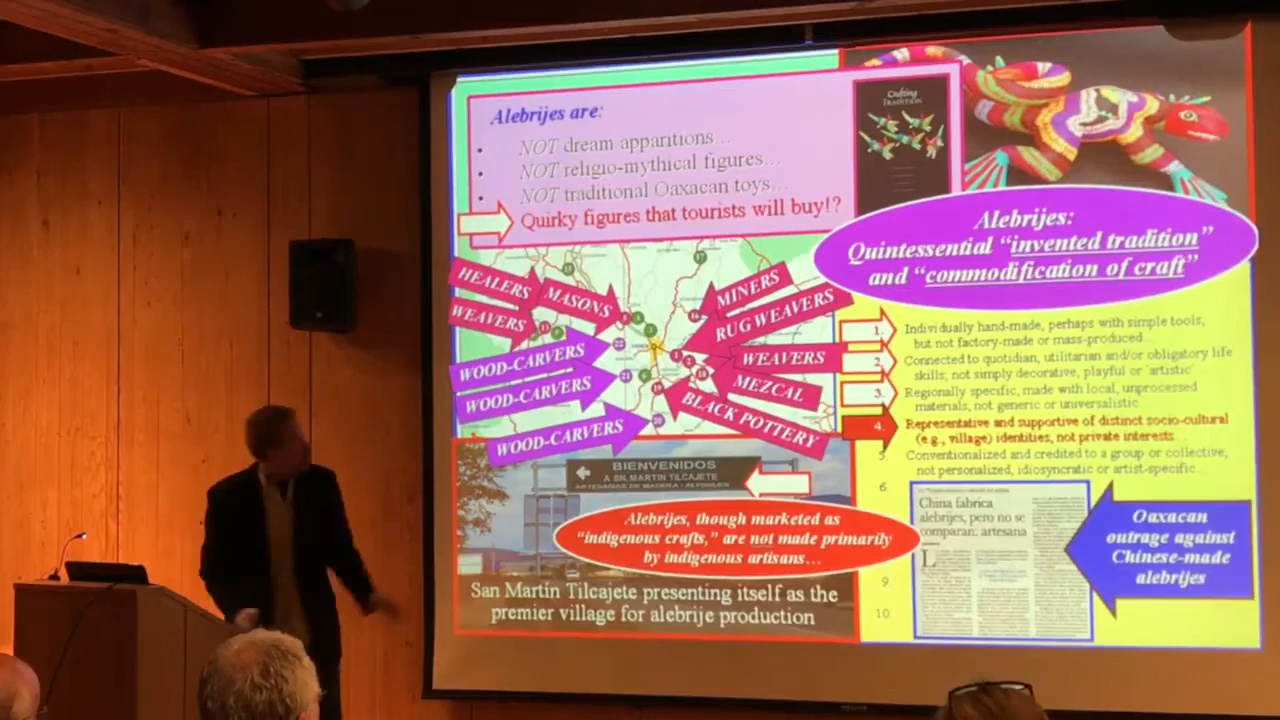 Alebrijes are:
• NOT dream apparitions…
• NOT religio-mythical figures…
• NOT traditional Oaxacan toys…
Quirky figures that tourists will buy!?
Crafting
TRADITION
Alebrijes:
Quintessential “invented tradition”
and “commodification of craft”
HEALERS
MASONS
WEAVERS
WOOD-CARVERS
WOOD-CARVERS
WOOD-CARVERS
MINERS
RUG WEAVERS
WEAVERS
MEZCAL
BLACK POTTERY
1. Individually hand-made, perhaps with simple tools,
but not factory-made or mass-produced
2. Connected to quotidian, utilitarian and/or obligatory life
skills, not simply decorative, playful or 'artistic'
3. Regionally specific, made with local, unprocessed
materials; not generic or universalistic
4. Representative and supportive of distinct socio-cultural
(e.g., village) identities, not private interests…
5. Conventionalized and credited to a group or collective,
not personalized, idiosyncratic or artist-specific.
6.
9
10.
BIENVENIDOS
A SN. MARTIN TILCAJETE
ARTESANIAS DE MADERA - ALEBRIJES
Alebrijes, though marketed as
“indigenous crafts,” are not made primarily
by indigenous artisans…
San Martín Tilcajete presenting itself as the
premier village for alebrije production
China fabrica
alebrijes, pero no se
comparan: artesana
Oaxacan
outrage against
Chinese-made
alebrijes